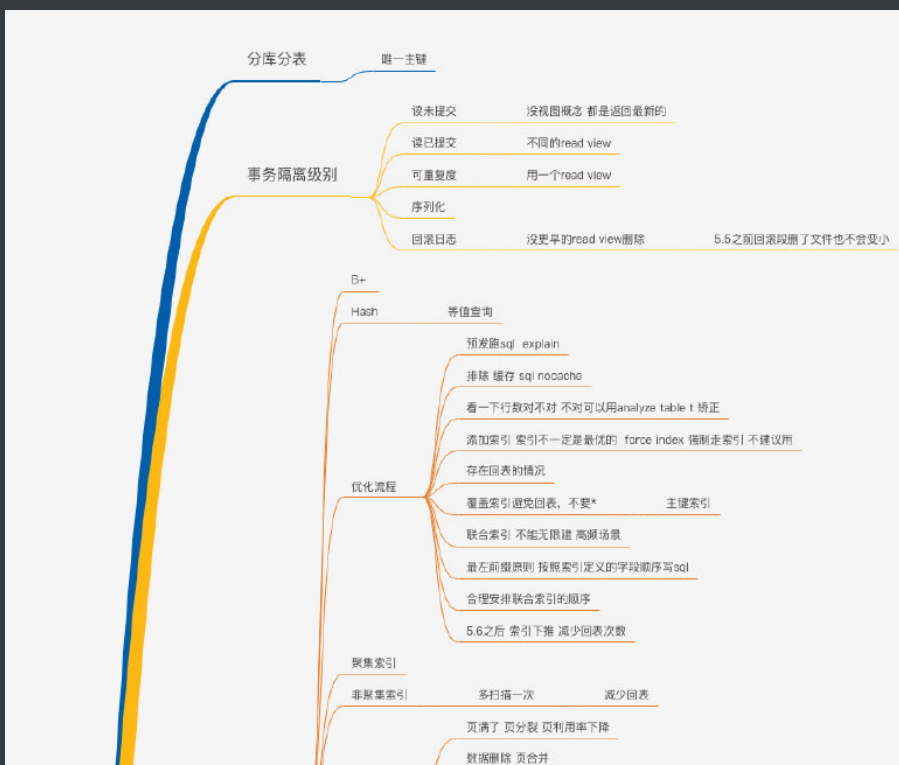 分库分表
唯一主键
事务隔离级别
读未提交
没视图概念 都是返回最新的
读已提交
不同的read view
可重复度
用一个read view
序列化
回滚日志
没更早的read view删除
5.5之前回滚段删了文件也不会变小
B+
Hash
等值查询
优化流程
预发跑sql explain
排除 缓存 sql nocache
看一下行数对不对 不对可以用analyze table t 矫正
添加索引 索引不一定是最优的 force index 强制走索引 不建议用
存在回表的情况
覆盖索引避免回表，不要*
主键索引
联合索引 不能无限建 高频场景
最左前缀原则 按照索引定义的字段顺序写sql
合理安排联合索引的顺序
5.6之后 索引下推 减少回表次数
聚集索引
非聚集索引
多扫描一次
减少回表
页满了 页分裂 页利用率下降
数据删除 页合并